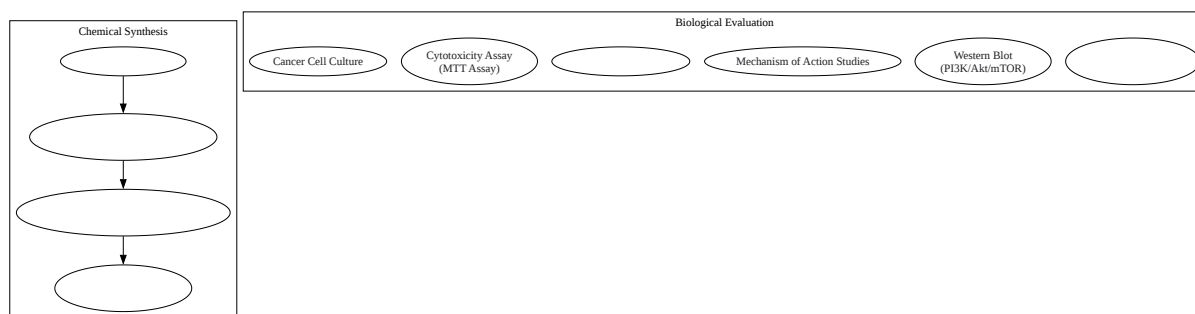 Chemical Synthesis
Biological Evaluation
Cancer Cell Culture
Cytotoxicity Assay
(MTT Assay)
Mechanism of Action Studies
Western Blot
(PI3K/Akt/mTOR)